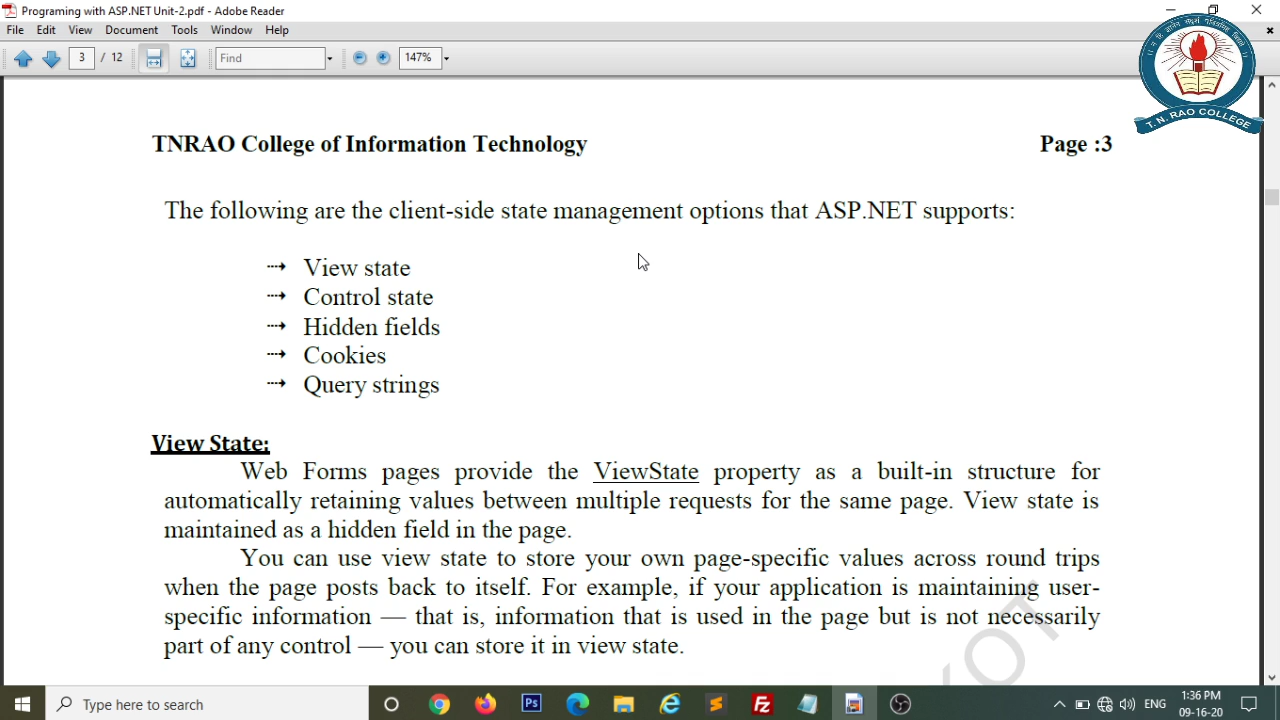 Programing with ASP.NET Unit-2.pdf - Adobe Reader
File Edit View Document Tools Window Help
3 / 12 Find 147%
T. N. RAO COLLEGE
TNRAO College of Information Technology Page :3
The following are the client-side state management options that ASP.NET supports:
⇢ View state
⇢ Control state
⇢ Hidden fields
⇢ Cookies
⇢ Query strings
View State:
Web Forms pages provide the ViewState property as a built-in structure for
automatically retaining values between multiple requests for the same page. View state is
maintained as a hidden field in the page.
You can use view state to store your own page-specific values across round trips
when the page posts back to itself. For example, if your application is maintaining user-
specific information — that is, information that is used in the page but is not necessarily
part of any control — you can store it in view state.
Type here to search
Ps
Fz
ENG
1:36 PM
09-16-20